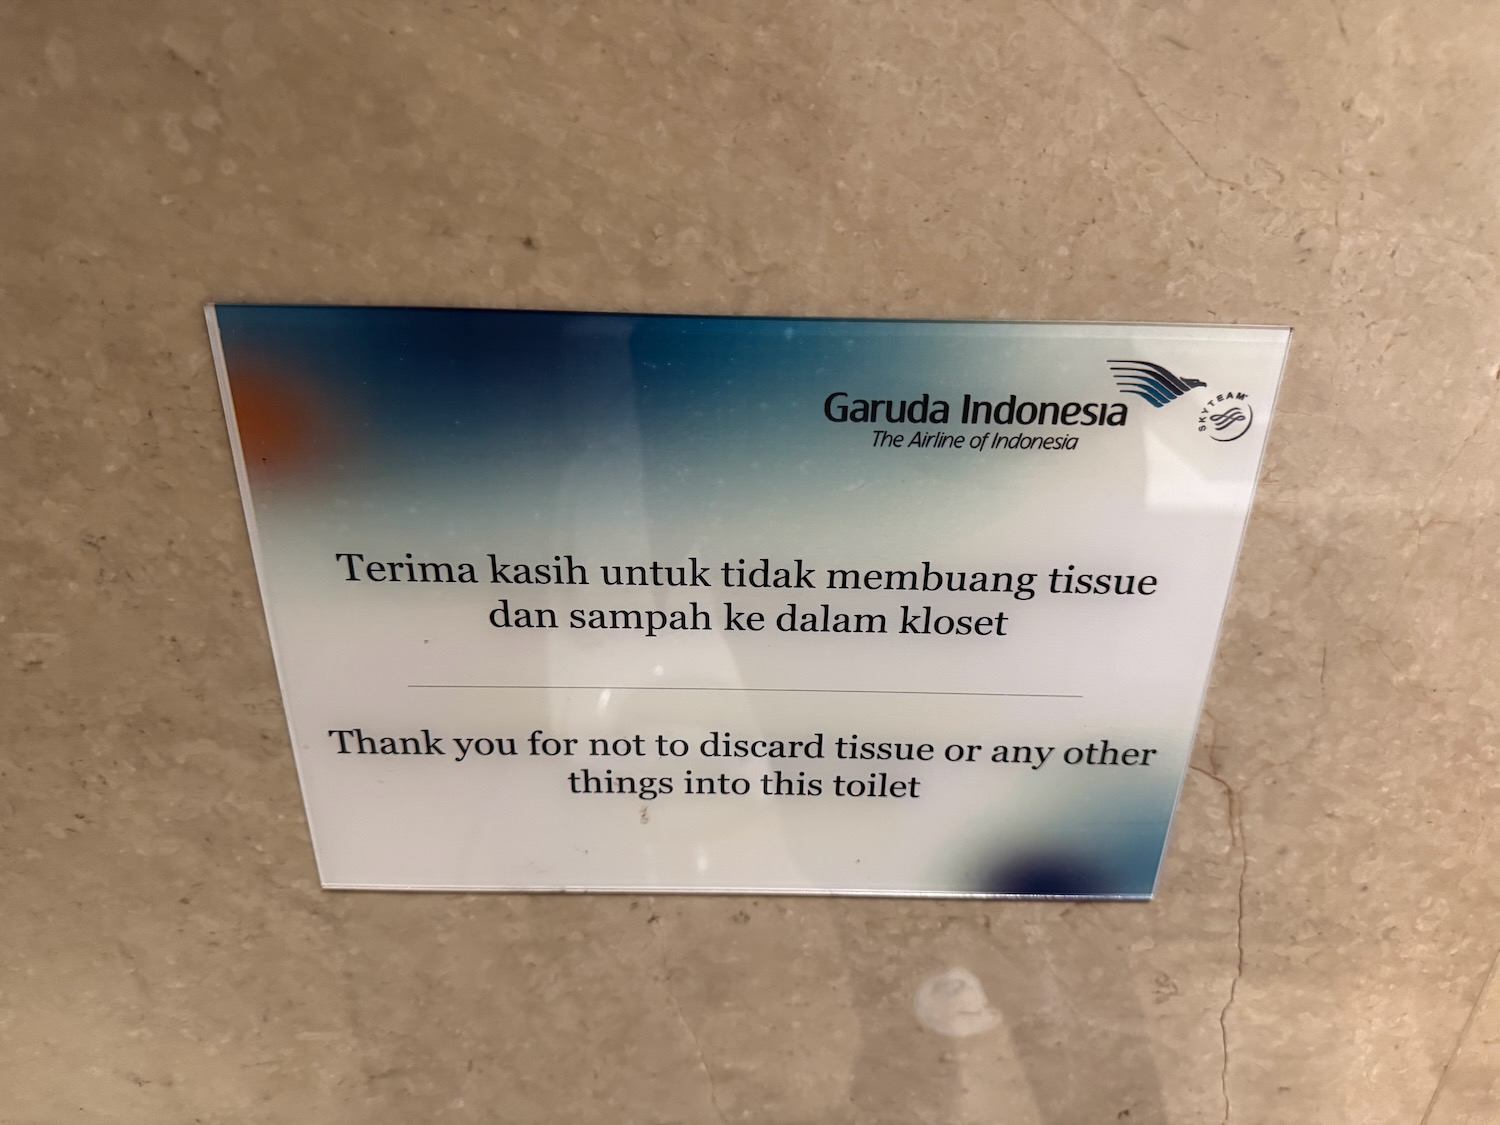 Garuda Indonesia
The Airline of Indonesia
SKYTEAM
Terima kasih untuk tidak membuang tissue
dan sampah ke dalam kloset
Thank you for not to discard tissue or any other
things into this toilet